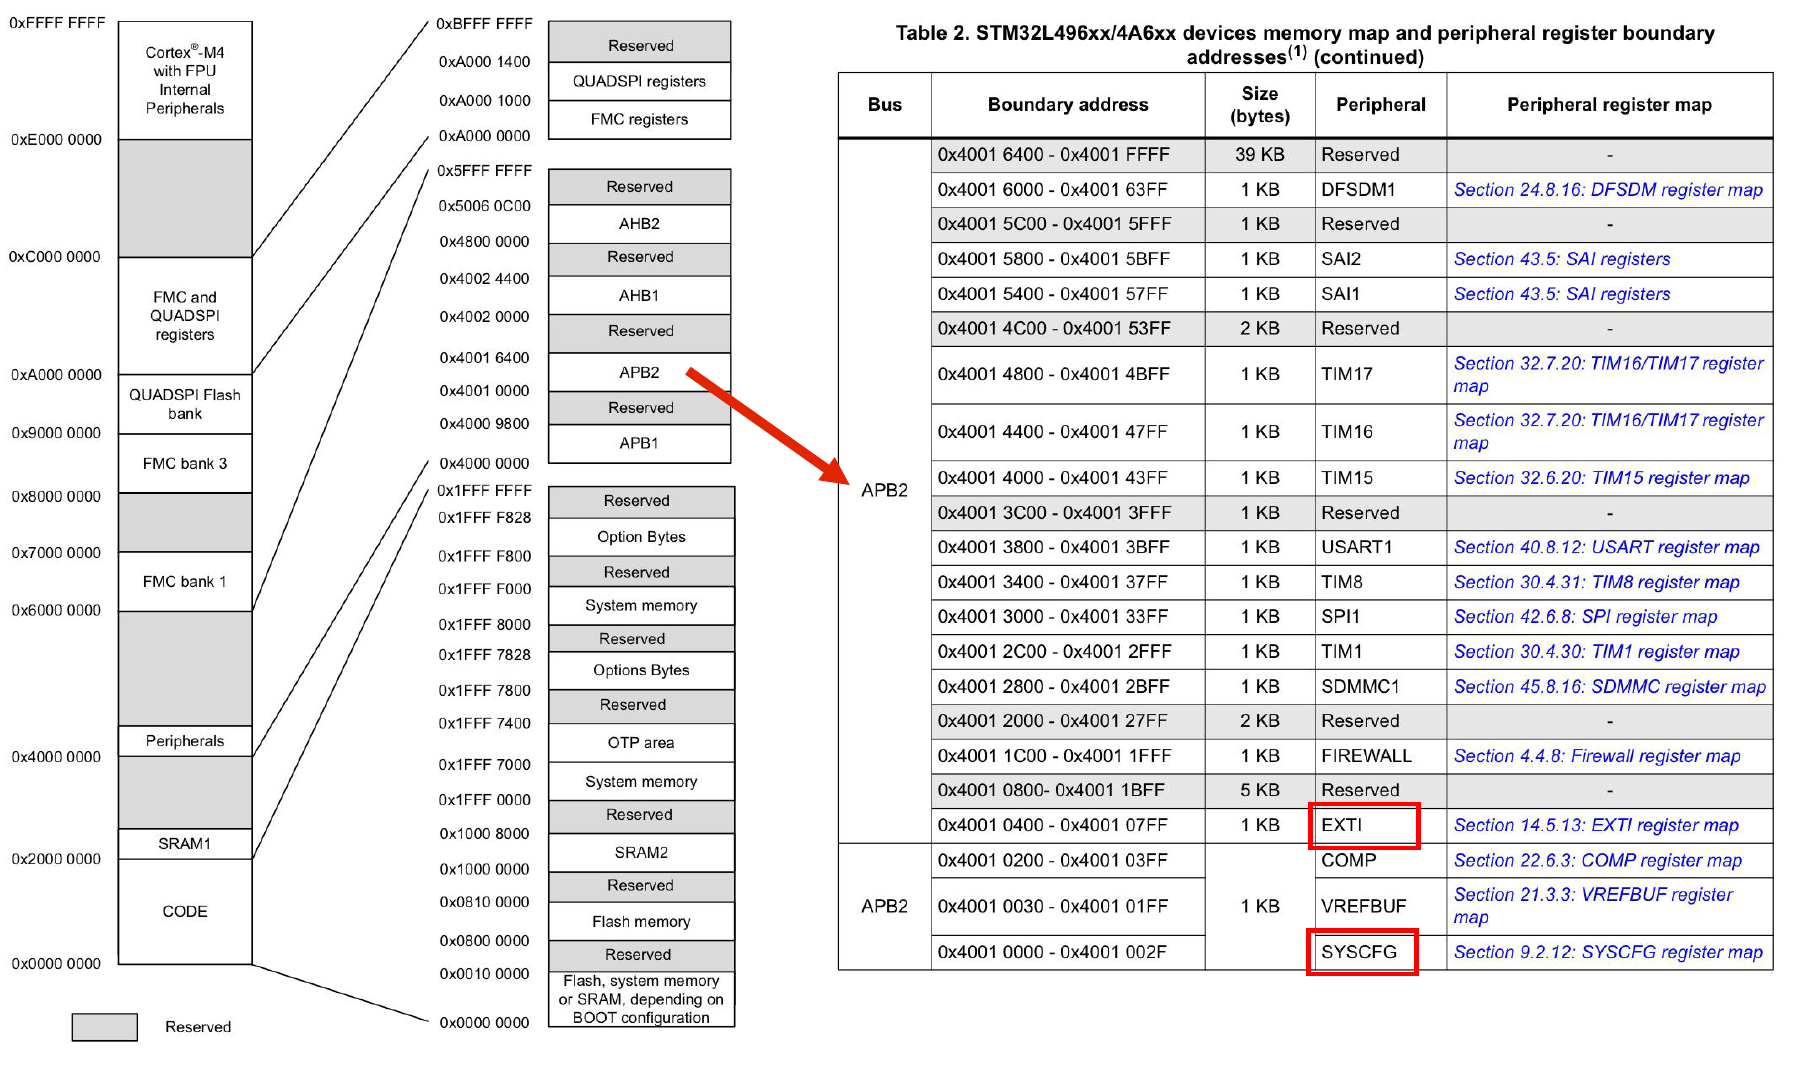 0xFFFF FFFF
Cortex®-M4
with FPU
Internal
Peripherals
0xE000 0000
0xC000 0000
FMC and
QUADSPI
registers
0xA000 0000
QUADSPI Flash
bank
0x9000 0000
FMC bank 3
0x8000 0000
0x7000 0000
FMC bank 1
0x6000 0000
Peripherals
0x4000 0000
SRAM1
0x2000 0000
CODE
0x0000 0000
Reserved
0xBFFF FFFF
Reserved
0xA000 1400
QUADSPI registers
0xA000 1000
FMC registers
0xA000 0000
0x5FFF FFFF
Reserved
0x5006 0C00
AHB2
0x4800 0000
Reserved
0x4002 4400
AHB1
0x4002 0000
Reserved
0x4001 6400
APB2
0x4001 0000
Reserved
0x4000 9800
APB1
0x4000 0000
0x1FFF FFFF
Reserved
0x1FFF F828
Option Bytes
0x1FFF F800
Reserved
0x1FFF F000
System memory
0x1FFF 8000
Reserved
0x1FFF 7828
Options Bytes
0x1FFF 7800
Reserved
0x1FFF 7400
OTP area
0x1FFF 7000
System memory
0x1FFF 0000
Reserved
0x1000 8000
SRAM2
0x1000 0000
Reserved
0x0810 0000
Flash memory
0x0800 0000
Reserved
0x0010 0000
Flash, system memory
or SRAM, depending on
BOOT configuration
0x0000 0000
Table 2. STM32L496xx/4A6xx devices memory map and peripheral register boundary
addresses(1) (continued)
Bus Boundary address Size (bytes) Peripheral Peripheral register map
APB2
0x4001 6400 - 0x4001 FFFF 39 KB Reserved -
0x4001 6000 - 0x4001 63FF 1 KB DFSDM1 Section 24.8.16: DFSDM register map
0x4001 5C00 - 0x4001 5FFF 1 KB Reserved -
0x4001 5800 - 0x4001 5BFF 1 KB SAI2 Section 43.5: SAI registers
0x4001 5400 - 0x4001 57FF 1 KB SAI1 Section 43.5: SAI registers
0x4001 4C00 - 0x4001 53FF 2 KB Reserved -
0x4001 4800 - 0x4001 4BFF 1 KB TIM17 Section 32.7.20: TIM16/TIM17 register
map
0x4001 4400 - 0x4001 47FF 1 KB TIM16 Section 32.7.20: TIM16/TIM17 register
map
0x4001 4000 - 0x4001 43FF 1 KB TIM15 Section 32.6.20: TIM15 register map
0x4001 3C00 - 0x4001 3FFF 1 KB Reserved -
0x4001 3800 - 0x4001 3BFF 1 KB USART1 Section 40.8.12: USART register map
0x4001 3400 - 0x4001 37FF 1 KB TIM8 Section 30.4.31: TIM8 register map
0x4001 3000 - 0x4001 33FF 1 KB SPI1 Section 42.6.8: SPI register map
0x4001 2C00 - 0x4001 2FFF 1 KB TIM1 Section 30.4.30: TIM1 register map
0x4001 2800 - 0x4001 2BFF 1 KB SDMMC1 Section 45.8.16: SDMMC register map
0x4001 2000 - 0x4001 27FF 2 KB Reserved -
0x4001 1C00 - 0x4001 1FFF 1 KB FIREWALL Section 4.4.8: Firewall register map
0x4001 0800- 0x4001 1BFF 5 KB Reserved -
0x4001 0400 - 0x4001 07FF 1 KB EXTI Section 14.5.13: EXTI register map
APB2
0x4001 0200 - 0x4001 03FF COMP Section 22.6.3: COMP register map
0x4001 0030 - 0x4001 01FF 1 KB VREFBUF Section 21.3.3: VREFBUF register
map
0x4001 0000 - 0x4001 002F SYSCFG Section 9.2.12: SYSCFG register map